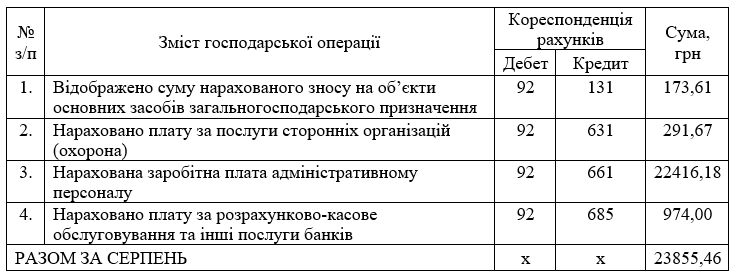 №
з/п
Зміст господарської операції
Кореспонденція
рахунків
Сума,
грн
Дебет
Кредит
1.
Відображено суму нарахованого зносу на об’єкти
основних засобів загальногосподарського призначення
92
131
173,61
2.
Нараховано плату за послуги сторонніх організацій
(охорона)
92
631
291,67
3.
Нарахована заробітна плата адміністративному
персоналу
92
661
22416,18
4.
Нараховано плату за розрахунково-касове
обслуговування та інші послуги банків
92
685
974,00
РАЗОМ ЗА СЕРПЕНЬ
х
х
23855,46